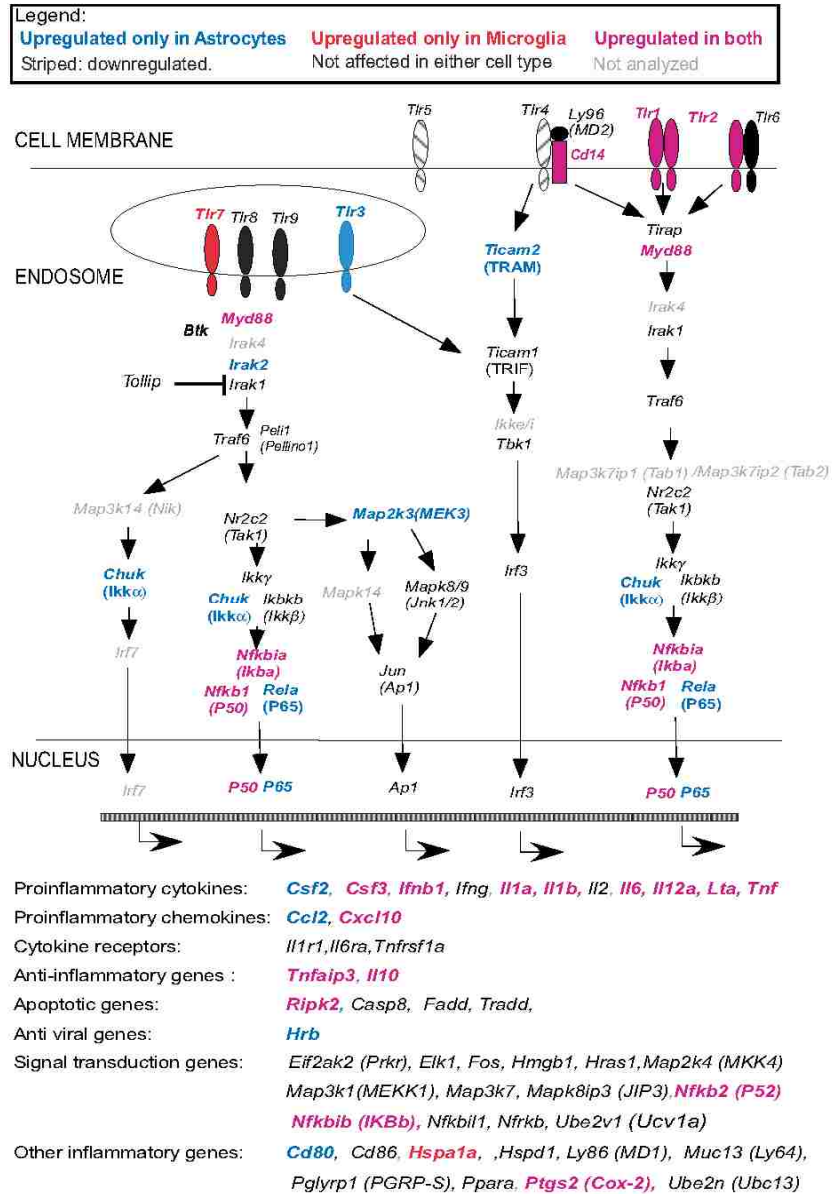 Legend:
Upregulated only in Astrocytes Upregulated only in Microglia Upregulated in both
Striped: downregulated. Not affected in either cell type Not analyzed
Tlr5 Tlr4 Ly96 (MD2) Tlr1 Tlr2 Tlr6
CELL MEMBRANE
Cd14
Tlr7 Tlr8 Tlr9 Tlr3
Tirap
Ticam2 Myd88
(TRAM)
ENDOSOME
Myd88
Irak4
Btk
Irak4 Irak1
Irak2 Ticam1
Tollip Irak1 (TRIF)
Traf6
Traf6 Peli1 Ikke/i
(Pellino1) Tbk1
Map3k7ip1 (Tab1) /Map3k7ip2 (Tab2)
Map3k14 (Nik) Nr2c2 Map2k3(MEK3) Nr2c2
(Tak1) (Tak1)
Chuk Ikkγ Mapk14 Mapk8/9 Irf3 Ikkγ
(Ikkα) Chuk Ikbkb (Jnk1/2) Chuk Ikbkb
(Ikkα) (Ikkβ) (Ikkα) (Ikkβ)
Irf7 Nfkbia Jun Nfkbia
(Ikba) (Ap1) (Ikba)
Nfkb1 Rela Nfkb1 Rela
(P50) (P65) (P50) (P65)
NUCLEUS
Irf7 P50 P65 Ap1 Irf3 P50 P65
Proinflammatory cytokines: Csf2, Csf3, Ifnb1, Ifng, Il1a, Il1b, Il2, Il6, Il12a, Lta, Tnf
Proinflammatory chemokines: Ccl2, Cxcl10
Cytokine receptors: Il1r1,Il6ra,Tnfrsf1a
Anti-inflammatory genes : Tnfaip3, Il10
Apoptotic genes: Ripk2, Casp8, Fadd, Tradd,
Anti viral genes: Hrb
Signal transduction genes: Eif2ak2 (Prkr), Elk1, Fos, Hmgb1, Hras1,Map2k4 (MKK4)
Map3k1(MEKK1), Map3k7, Mapk8ip3 (JIP3),Nfkb2 (P52)
Nfkbib (IKBb), Nfkbil1, Nfrkb, Ube2v1 (Ucv1a)
Other inflammatory genes: Cd80, Cd86, Hspa1a, ,Hspd1, Ly86 (MD1), Muc13 (Ly64),
Pglyrp1 (PGRP-S), Ppara, Ptgs2 (Cox-2), Ube2n (Ubc13)